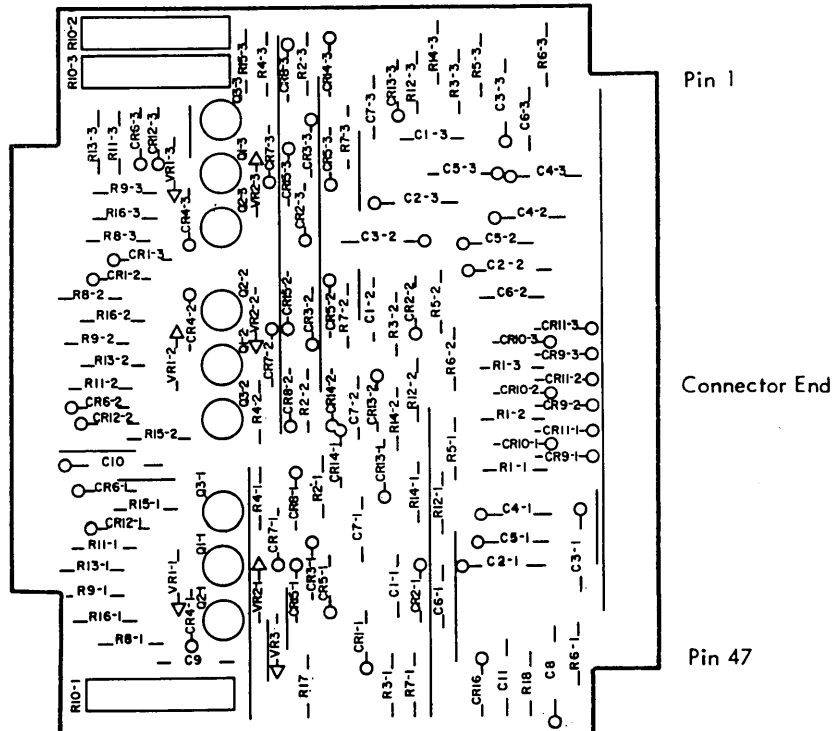 R10-2
R10-3
R15-3
R4-3
CR8-3
R2-3
CR14-3
CR13-3
R12-3
R14-3
R3-3
R5-3
C3-3
C6-3
R6-3
Pin 1
Q3-3
R13-3
R11-3
CR6-3
CR12-3
VR1-3
Q1-3
VR2-3
CR7-3
CR15-3
CR3-3
CR5-3
R7-3
C7-3
C1-3
C5-3
C4-3
R9-3
R16-3
R8-3
CR4-3
Q2-3
CR2-3
C2-3
C4-2
C3-2
C5-2
CR1-3
CR1-2
C2-2
R8-2
C6-2
R16-2
CR4-2
Q2-2
VR2-2
CR15-2
CR3-2
CR5-2
R7-2
C1-2
R3-2
CR2-2
R5-2
CR11-3
CR10-3
CR9-3
R9-2
R13-2
VR1-2
Q1-2
CR7-2
R6-2
R1-3
CR11-2
Connector End
R11-2
CR6-2
CR12-2
R15-2
Q3-2
R4-2
CR8-2
R2-2
CR14-2
C7-2
CR13-2
R14-2
R12-2
CR10-2
CR9-2
R1-2
CR11-1
CR10-1
CR9-1
C10
CR14-1
CR13-1
R5-1
R1-1
CR6-1
R15-1
CR12-1
Q3-1
R4-1
CR8-1
R2-1
C7-1
R14-1
R12-1
C4-1
C5-1
C3-1
R11-1
R13-1
R9-1
VR1-1
Q1-1
VR2-1
CR7-1
CR15-1
CR3-1
CR5-1
C1-1
CR2-1
C6-1
C2-1
R16-1
R8-1
CR4-1
Q2-1
C9
VR3
CR1-1
R6-1
Pin 47
R10-1
R17
R3-1
R7-1
CR16
C11
R18
C8